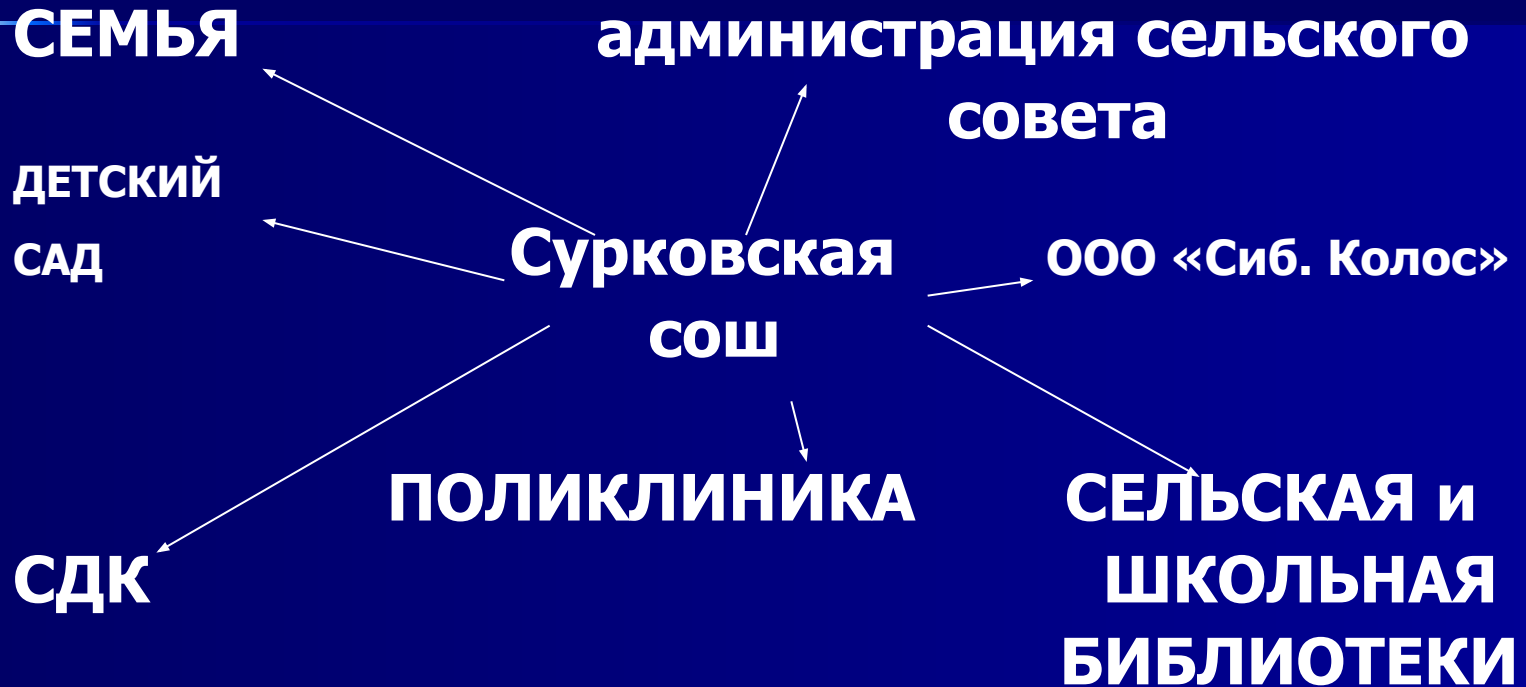 СЕМЬЯ
администрация сельского
совета
ДЕТСКИЙ
САД
Сурковская
сош
ООО «Сиб. Колос»
ПОЛИКЛИНИКА
СДК
СЕЛЬСКАЯ и
ШКОЛЬНАЯ
БИБЛИОТЕКИ